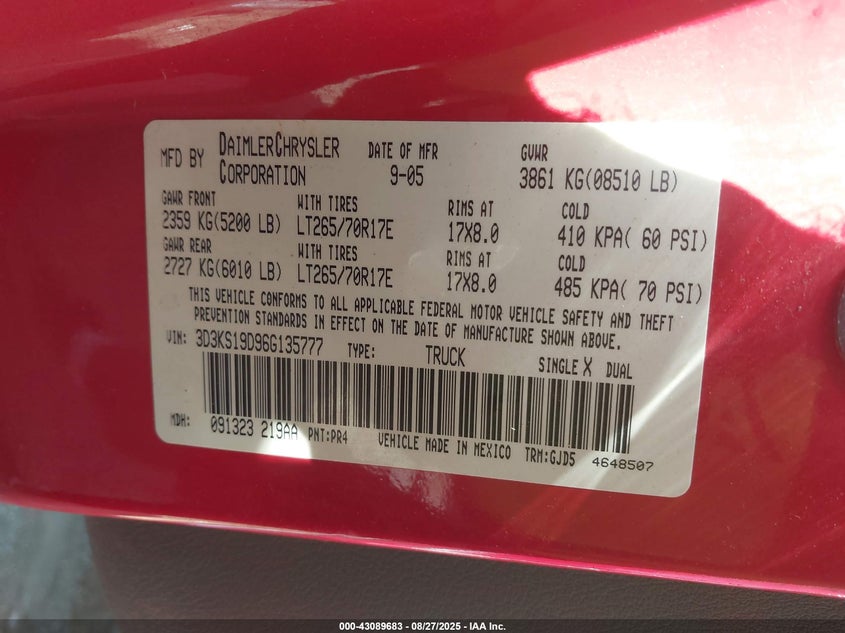 MFD BY DAIMLERCHRYSLER CORPORATION DATE OF MFR 9-05 GVWR 3861 KG(08510 LB)
GAWR FRONT WITH TIRES RIMS AT COLD
2359 KG(5200 LB) LT265/70R17E 17X8.0 410 KPA( 60 PSI)
GAWR REAR WITH TIRES RIMS AT COLD
2727 KG(6010 LB) LT265/70R17E 17X8.0 485 KPA( 70 PSI)
THIS VEHICLE CONFORMS TO ALL APPLICABLE FEDERAL MOTOR VEHICLE SAFETY AND THEFT
PREVENTION STANDARDS IN EFFECT ON THE DATE OF MANUFACTURE SHOWN ABOVE.
VIN: 3D3KS19D96G135777 TYPE: TRUCK SINGLE X DUAL
MDH: 091323 219AA PNT:PR4 VEHICLE MADE IN MEXICO TRM:GJD5 4648507
000-43089683 / 08/27/2025 - IAA Inc.